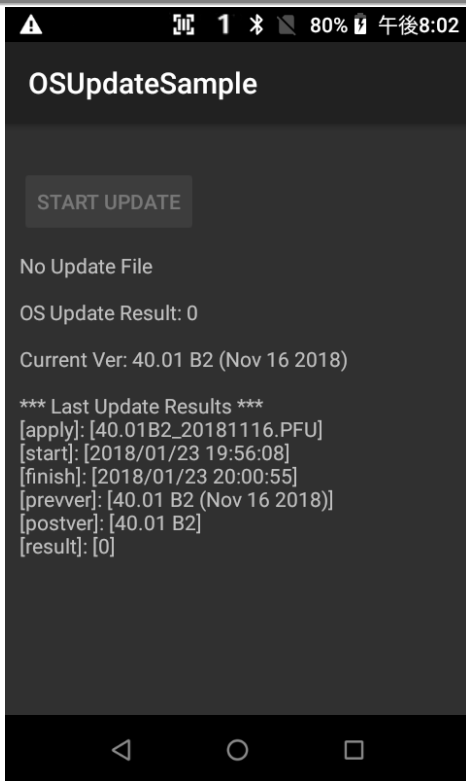 1 80% 午後8:02
OSUpdateSample
START UPDATE
No Update File
OS Update Result: 0
Current Ver: 40.01 B2 (Nov 16 2018)
*** Last Update Results ***
[apply]: [40.01B2_20181116.PFU]
[start]: [2018/01/23 19:56:08]
[finish]: [2018/01/23 20:00:55]
[prevver]: [40.01 B2 (Nov 16 2018)]
[postver]: [40.01 B2]
[result]: [0]